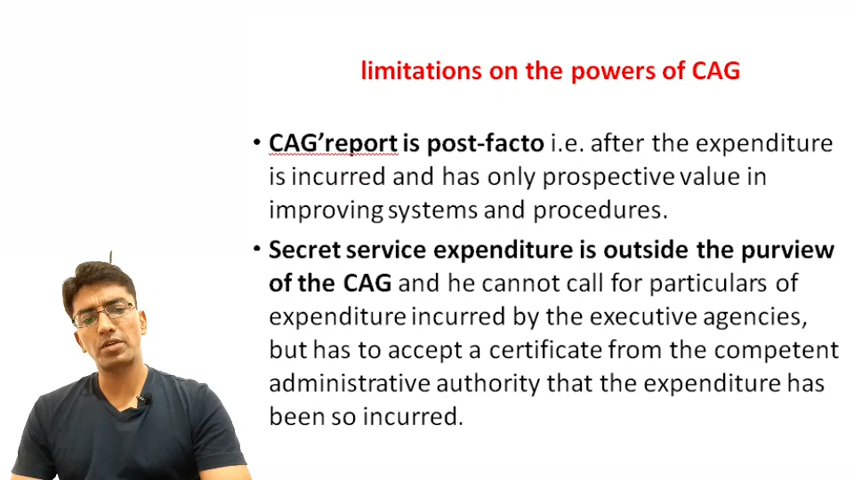 limitations on the powers of CAG
• CAG'report is post-facto i.e. after the expenditure
is incurred and has only prospective value in
improving systems and procedures.
• Secret service expenditure is outside the purview
of the CAG and he cannot call for particulars of
expenditure incurred by the executive agencies,
but has to accept a certificate from the competent
administrative authority that the expenditure has
been so incurred.